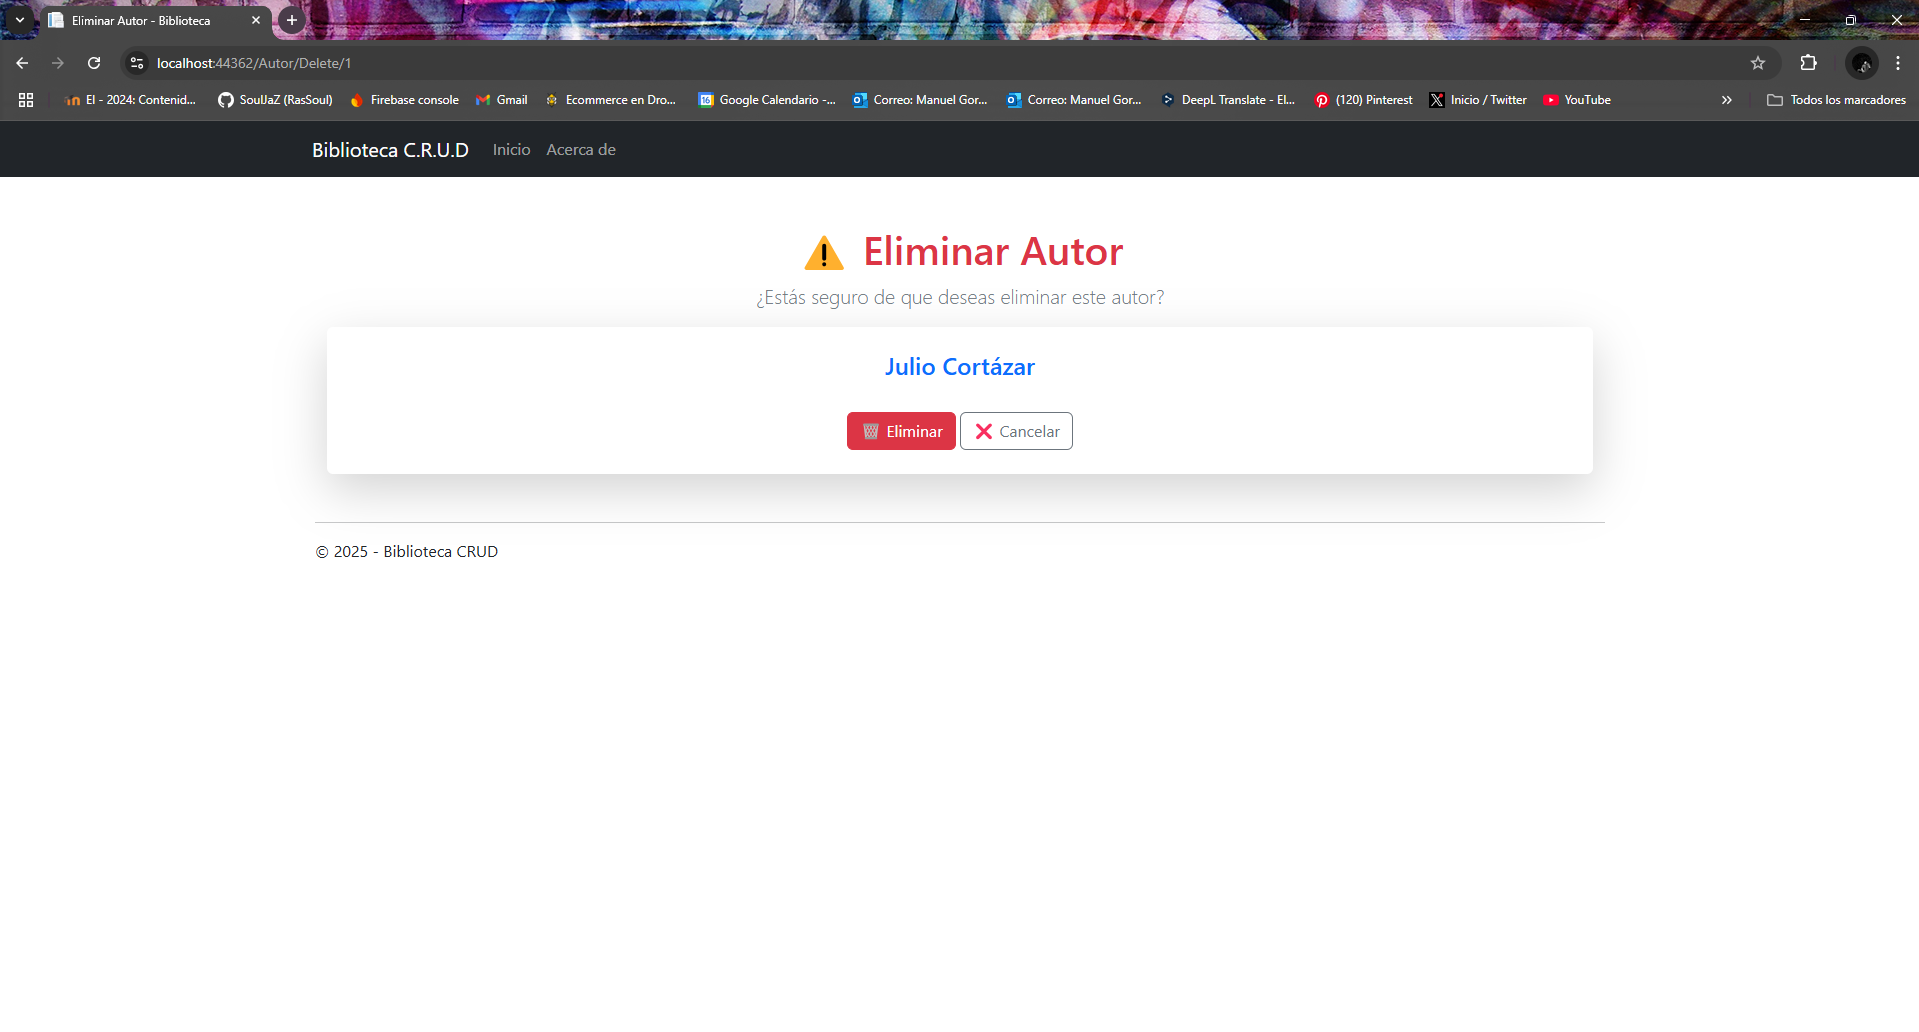 Eliminar Autor - Biblioteca
localhost:44362/Autor/Delete/1
EI - 2024: Contenid... SoulJaZ (RasSoul) Firebase console Gmail Ecommerce en Dro... Google Calendario -... Correo: Manuel Gor... Correo: Manuel Gor... DeepL Translate - El... (120) Pinterest Inicio / Twitter YouTube » Todos los marcadores
Biblioteca C.R.U.D Inicio Acerca de
Eliminar Autor
¿Estás seguro de que deseas eliminar este autor?
Julio Cortázar
Eliminar Cancelar
© 2025 - Biblioteca CRUD